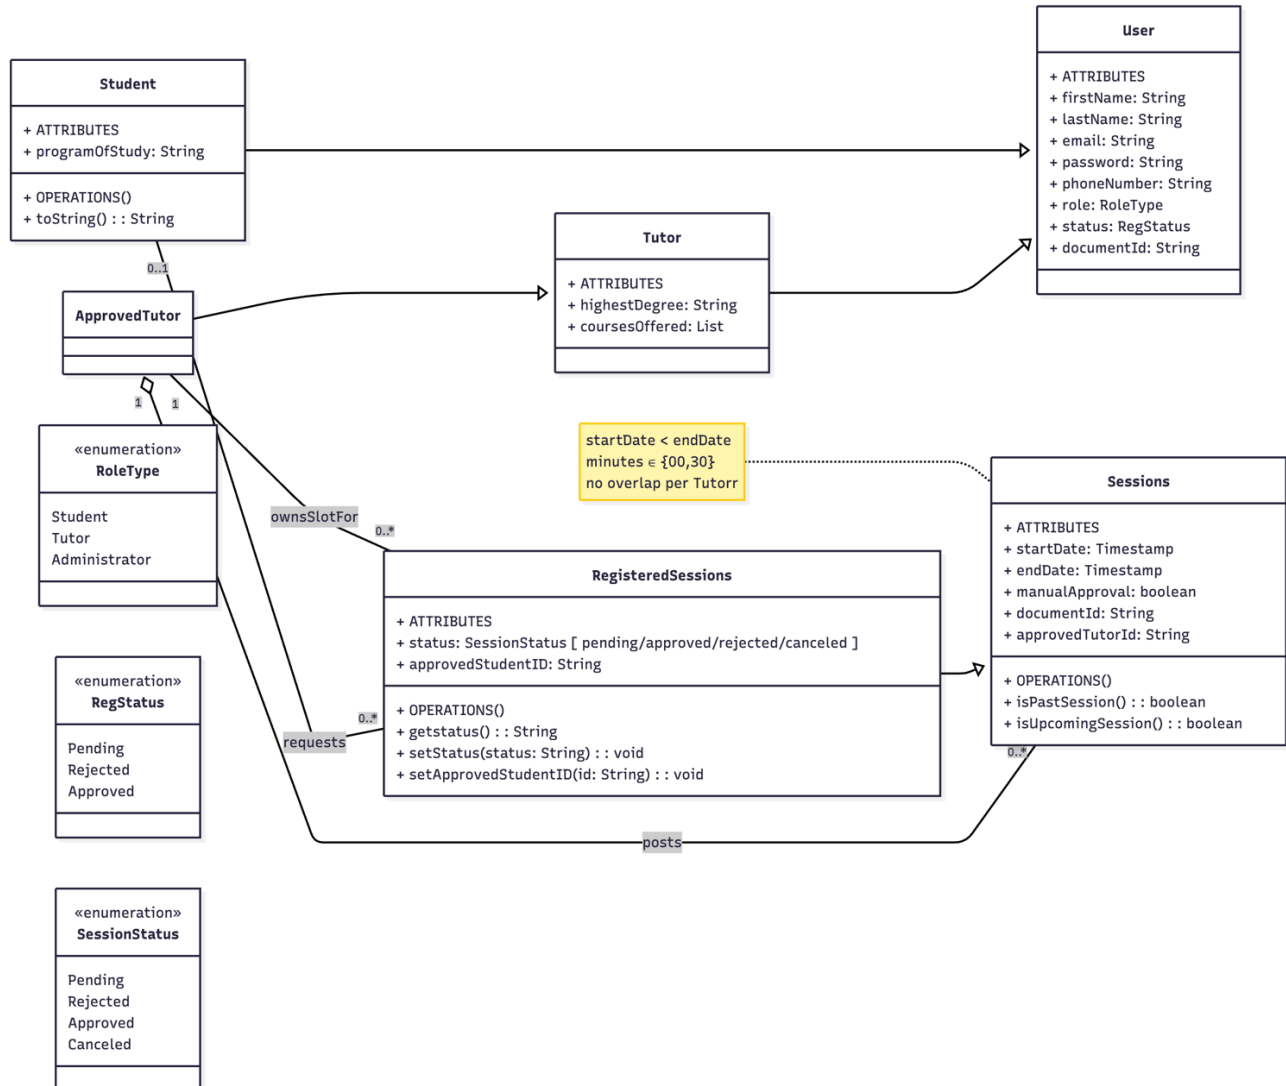 Student
+ ATTRIBUTES
+ programOfStudy: String
+ OPERATIONS()
+ toString() : : String
0..1
User
+ ATTRIBUTES
+ firstName: String
+ lastName: String
+ email: String
+ password: String
+ phoneNumber: String
+ role: RoleType
+ status: RegStatus
+ documentId: String
Tutor
+ ATTRIBUTES
+ highestDegree: String
+ coursesOffered: List
ApprovedTutor
1
1
«enumeration»
RoleType
Student
Tutor
Administrator
ownsSlotFor
0..*
startDate < endDate
minutes ∈ {00,30}
no overlap per Tutorr
Sessions
+ ATTRIBUTES
+ startDate: Timestamp
+ endDate: Timestamp
+ manualApproval: boolean
+ documentId: String
+ approvedTutorId: String
+ OPERATIONS()
+ isPastSession() : : boolean
+ isUpcomingSession() : : boolean
0..*
RegisteredSessions
+ ATTRIBUTES
+ status: SessionStatus [ pending/approved/rejected/canceled ]
+ approvedStudentID: String
+ OPERATIONS()
+ getstatus() : : String
+ setStatus(status: String) : : void
+ setApprovedStudentID(id: String) : : void
0..*
requests
posts
«enumeration»
RegStatus
Pending
Rejected
Approved
«enumeration»
SessionStatus
Pending
Rejected
Approved
Canceled